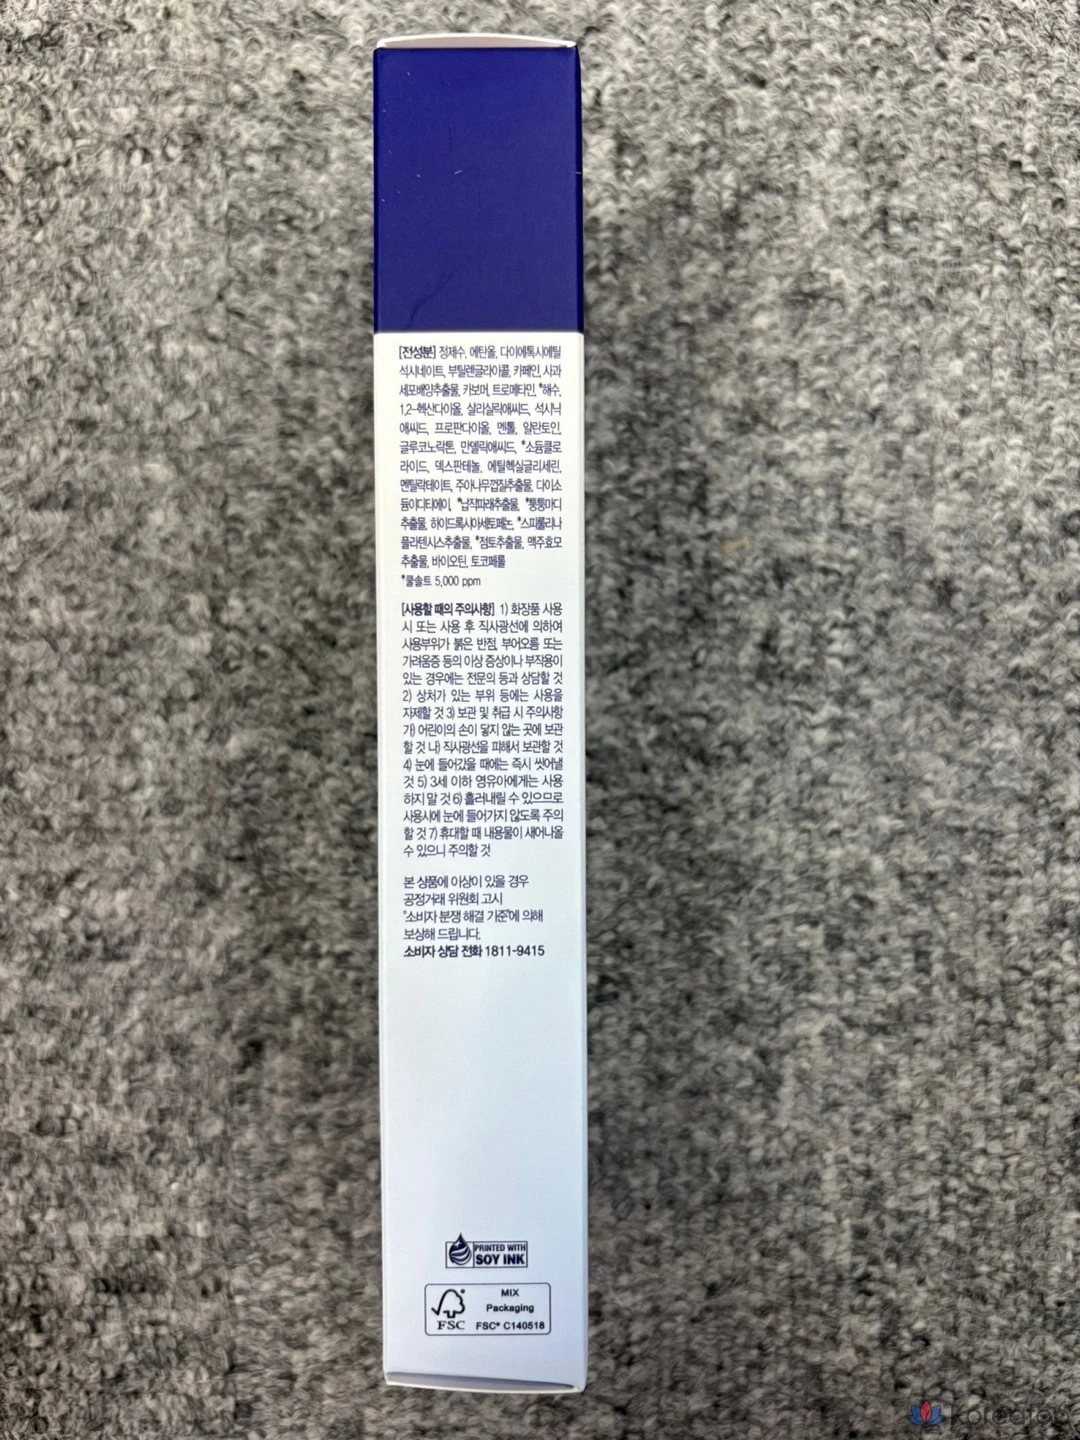 [전성분] 정제수, 에탄올, 다이에톡시에틸
석시네이트, 부틸렌글라이콜, 카페인, 사과
세포배양추출물, 카보머, 트로메타민, *해수,
1,2-헥산다이올, 살리실릭애씨드, 석시닉
애씨드, 프로판다이올, 멘톨, 알란토인,
글루코노락톤, 만델릭애씨드, *소듐클로
라이드, 덱스판테놀, 에틸헥실글리세린,
멘틸락테이트, 주아나무껍질추출물, 다이소
듐이디티에이, *납작파래추출물, *퉁퉁마디
추출물, 하이드록시아세토페논, *스피룰리나
플라텐시스추출물, *점토추출물, 맥주효모
추출물, 바이오틴, 토코페롤
*쿨솔트 5,000 ppm
[사용할 때의 주의사항] 1) 화장품 사용
시 또는 사용 후 직사광선에 의하여
사용부위가 붉은 반점, 부어오름 또는
가려움증 등의 이상 증상이나 부작용이
있는 경우에는 전문의 등과 상담할 것
2) 상처가 있는 부위 등에는 사용을
자제할 것 3) 보관 및 취급 시 주의사항
가) 어린이의 손이 닿지 않는 곳에 보관
할 것 나) 직사광선을 피해서 보관할 것
4) 눈에 들어갔을 때에는 즉시 씻어낼
것 5) 3세 이하 영유아에게는 사용
하지 말 것 6) 흘러내릴 수 있으므로
사용시에 눈에 들어가지 않도록 주의
할 것 7) 휴대할 때 내용물이 새어나올
수 있으니 주의할 것
본 상품에 이상이 있을 경우
공정거래 위원회 고시
"소비자 분쟁 해결 기준"에 의해
보상해 드립니다.
소비자 상담 전화 1811-9415
PRINTED WITH
SOY INK
MIX
Packaging
FSC
FSC® C140518
Koreatop